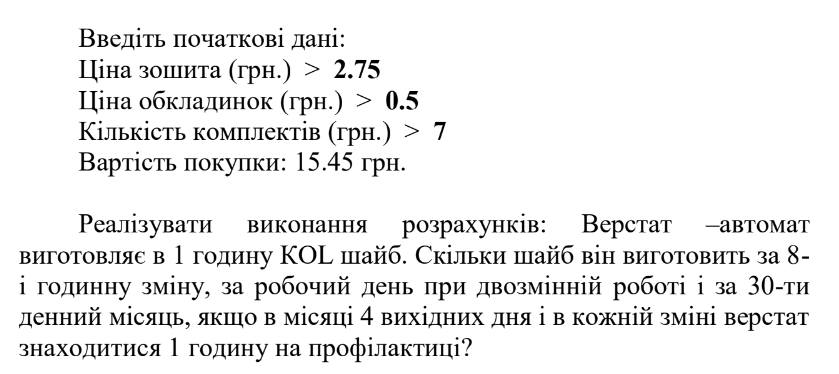 Введіть початкові дані:
Ціна зошита (грн.) > 2.75
Ціна обкладинок (грн.) > 0.5
Кількість комплектів (грн.) > 7
Вартість покупки: 15.45 грн.
Реалізувати виконання розрахунків: Верстат –автомат
виготовляє в 1 годину KOL шайб. Скільки шайб він виготовить за 8-
і годинну зміну, за робочий день при двозмінній роботі і за 30-ти
денний місяць, якщо в місяці 4 вихідних дня і в кожній зміні верстат
знаходитися 1 годину на профілактиці?